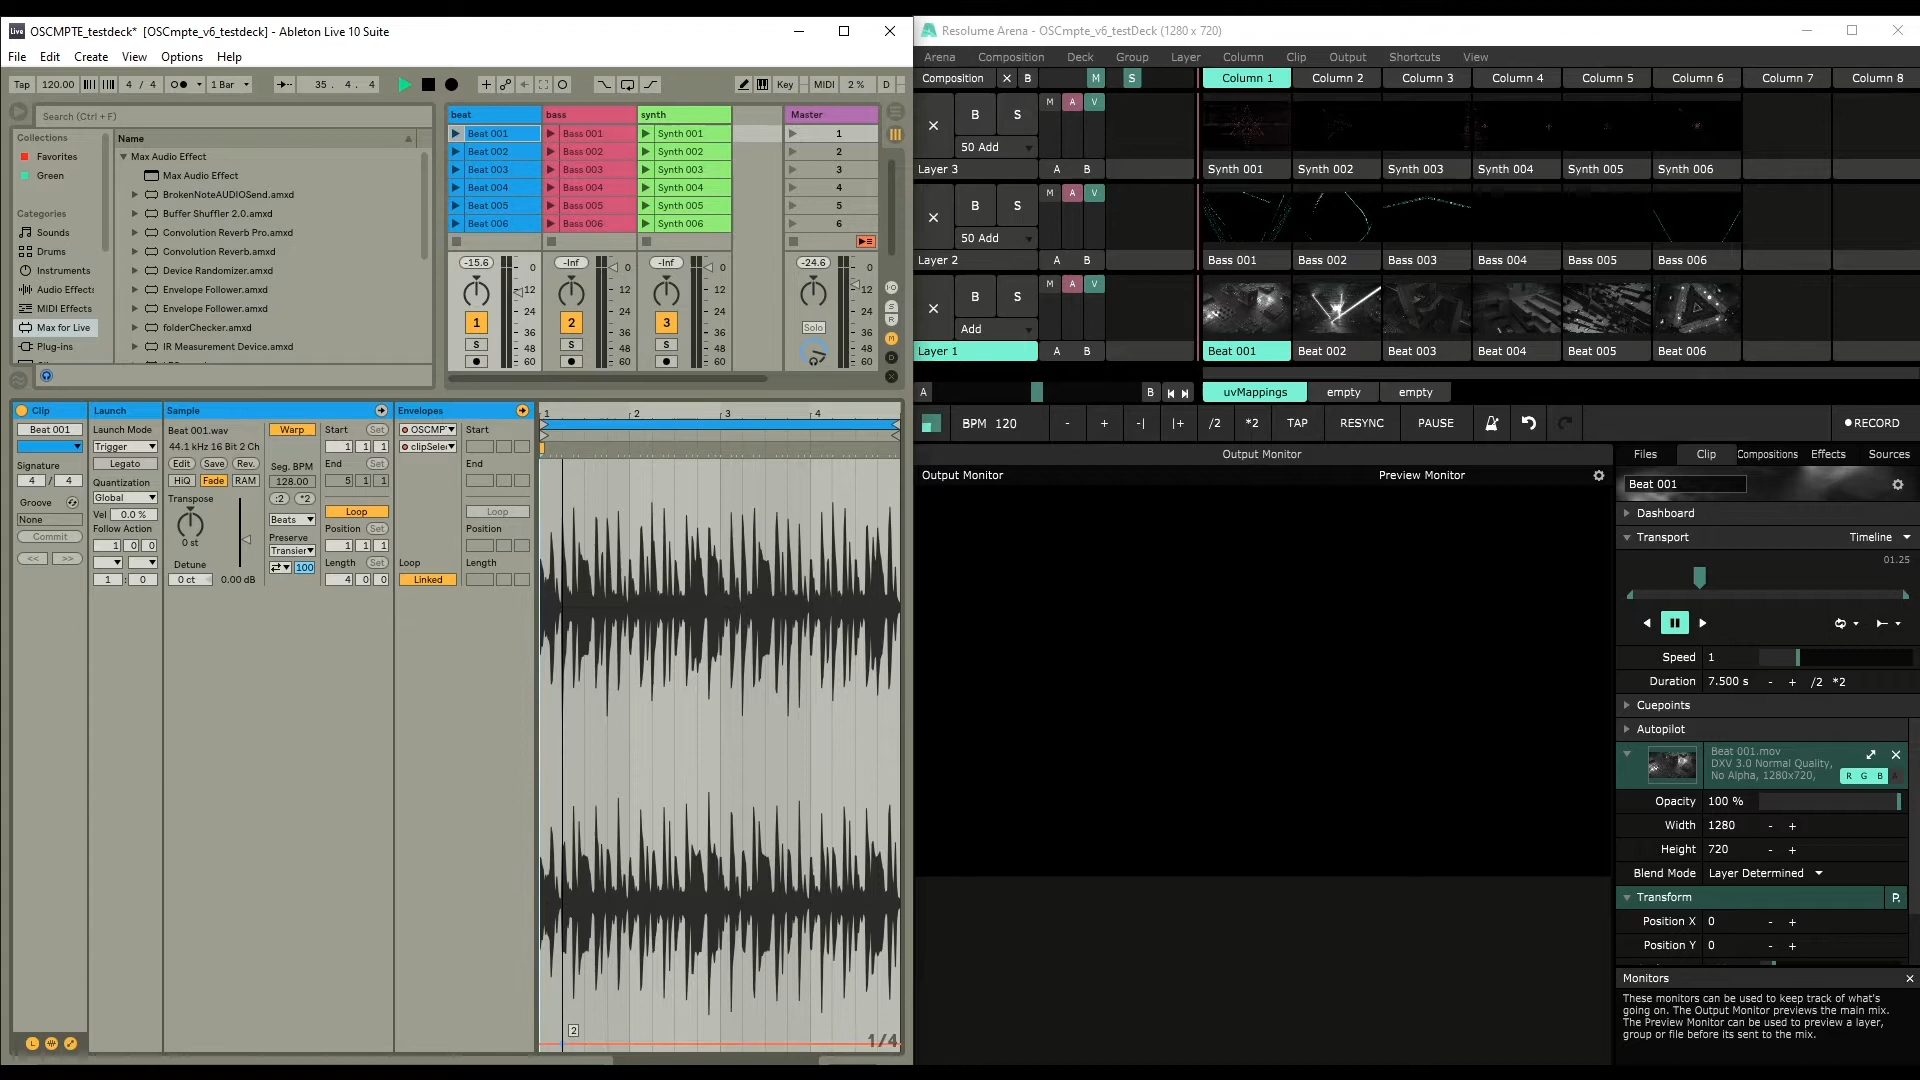 OSCMPTE_testdeck* [OSCmpte_v6_testdeck] - Ableton Live 10 Suite
File Edit Create View Options Help
Tap 120.00 4 / 4 1 Bar 35. 4. 4 Key MIDI 2 % D
Search (Ctrl + F)
Collections
Favorites
Green
Categories
Sounds
Drums
Instruments
Audio Effects
MIDI Effects
Max for Live
Plug-ins
Name
Max Audio Effect
Max Audio Effect
BrokenNoteAUDIOSend.amxd
Buffer Shuffler 2.0.amxd
Convolution Reverb Pro.amxd
Convolution Reverb.amxd
Device Randomizer.amxd
Envelope Follower.amxd
Envelope Follower.amxd
folderChecker.amxd
IR Measurement Device.amxd
beat bass synth Master
Beat 001 Bass 001 Synth 001 1
Beat 002 Bass 002 Synth 002 2
Beat 003 Bass 003 Synth 003 3
Beat 004 Bass 004 Synth 004 4
Beat 005 Bass 005 Synth 005 5
Beat 006 Bass 006 Synth 006 6
-15.6 0 -Inf 0 -Inf 0 -24.6 0
12 12 12 12
24 24 24 24
1 2 3
36 36 36 Solo 36
S S S
48 48 48 48
60 60 60 60
Clip
Beat 001
Signature
4 / 4
Groove
None
Commit
<< >>
Launch
Launch Mode
Trigger
Legato
Quantization
Global
Vel 0.0 %
Follow Action
1 0 0
1 : 0
Sample
Beat 001.wav
44.1 kHz 16 Bit 2 Ch
Edit Save Rev.
HiQ Fade RAM
Transpose
0 st
Detune
0 ct 0.00 dB
Warp
Seg. BPM
128.00
:2 *2
Beats
Preserve
Transier
100
Start Set
1 1 1
End Set
5 1 1
Loop
Position Set
1 1 1
Length Set
4 0 0
Envelopes
OSCMPT
clipSele
Loop
Linked
Start
End
Loop
Position
Length
1 2 3 4
2
1/4
Resolume Arena - OSCmpte_v6_testDeck (1280 x 720)
Arena Composition Deck Group Layer Column Clip Output Shortcuts View
Composition X B M S Column 1 Column 2 Column 3 Column 4 Column 5 Column 6 Column 7 Column 8
B S M A V
50 Add
Layer 3 A B Synth 001 Synth 002 Synth 003 Synth 004 Synth 005 Synth 006
B S M A V
50 Add
Layer 2 A B Bass 001 Bass 002 Bass 003 Bass 004 Bass 005 Bass 006
B S M A V
Add
Layer 1 A B Beat 001 Beat 002 Beat 003 Beat 004 Beat 005 Beat 006
A B uvMappings empty empty
BPM 120 - + -| |+ /2 *2 TAP RESYNC PAUSE RECORD
Output Monitor
Output Monitor Preview Monitor
Files Clip Compositions Effects Sources
Beat 001
Dashboard
Transport Timeline
01.25
Speed 1
Duration 7.500 s - + /2 *2
Cuepoints
Autopilot
Beat 001.mov
DXV 3.0 Normal Quality,
No Alpha, 1280x720,
R G B A
Opacity 100 %
Width 1280 - +
Height 720 - +
Blend Mode Layer Determined
Transform P.
Position X 0 - +
Position Y 0 - +
Monitors
These monitors can be used to keep track of what's
going on. The Output Monitor previews the main mix.
The Preview Monitor can be used to preview a layer,
group or file before its sent to the mix.